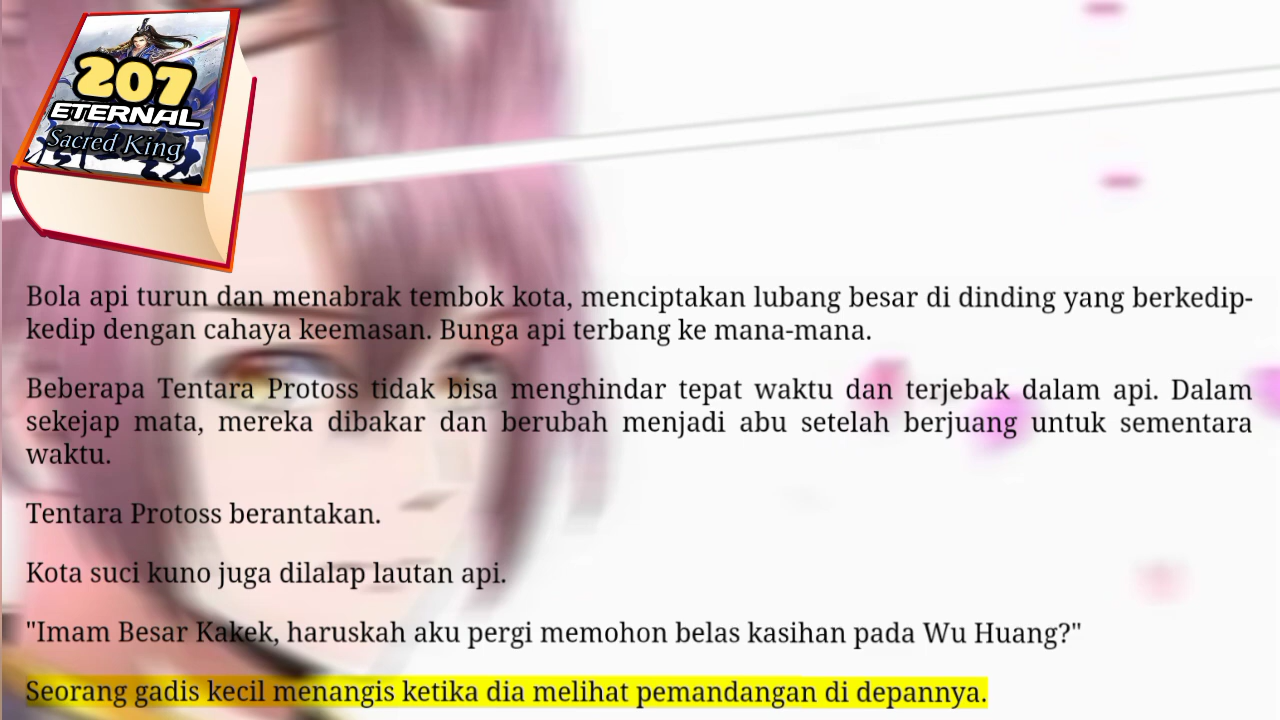 207
ETERNAL
Sacred King
Bola api turun dan menabrak tembok kota, menciptakan lubang besar di dinding yang berkedip-
kedip dengan cahaya keemasan. Bunga api terbang ke mana-mana.
Beberapa Tentara Protoss tidak bisa menghindar tepat waktu dan terjebak dalam api. Dalam
sekejap mata, mereka dibakar dan berubah menjadi abu setelah berjuang untuk sementara
waktu.
Tentara Protoss berantakan.
Kota suci kuno juga dilalap lautan api.
"Imam Besar Kakek, haruskah aku pergi memohon belas kasihan pada Wu Huang?"
Seorang gadis kecil menangis ketika dia melihat pemandangan di depannya.